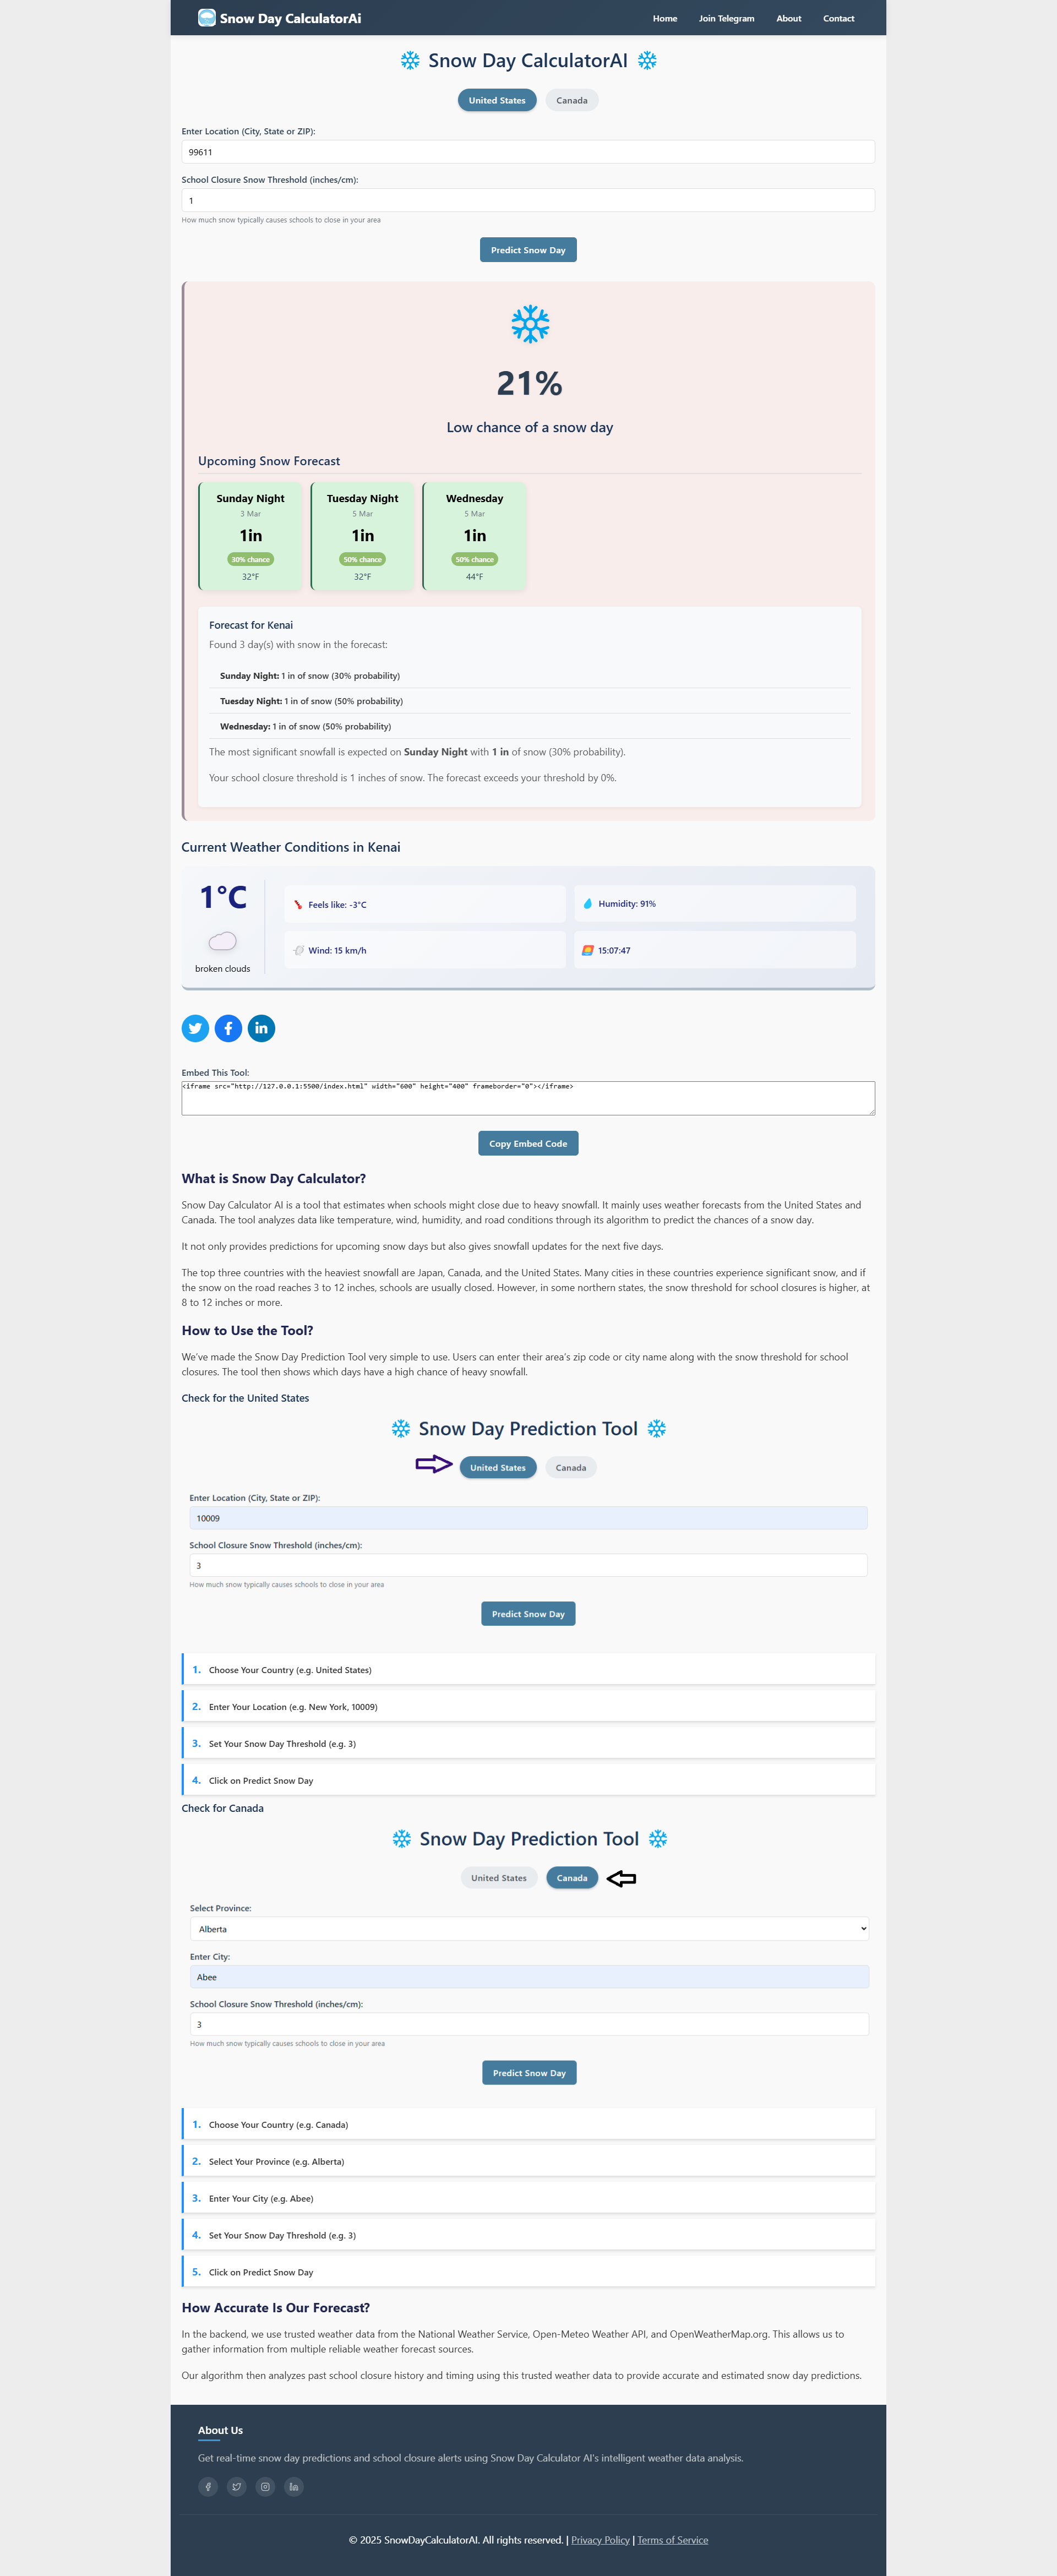 Snow Day CalculatorAi
Home Join Telegram About Contact
Snow Day CalculatorAI
United States Canada
Enter Location (City, State or ZIP):
99611
School Closure Snow Threshold (inches/cm):
1
How much snow typically causes schools to close in your area
Predict Snow Day
21%
Low chance of a snow day
Upcoming Snow Forecast
Sunday Night
3 Mar
1in
30% chance
32°F
Tuesday Night
5 Mar
1in
50% chance
32°F
Wednesday
5 Mar
1in
50% chance
44°F
Forecast for Kenai
Found 3 day(s) with snow in the forecast:
Sunday Night: 1 in of snow (30% probability)
Tuesday Night: 1 in of snow (50% probability)
Wednesday: 1 in of snow (50% probability)
The most significant snowfall is expected on Sunday Night with 1 in of snow (30% probability).
Your school closure threshold is 1 inches of snow. The forecast exceeds your threshold by 0%.
Current Weather Conditions in Kenai
1°C
broken clouds
Feels like: -3°C
Humidity: 91%
Wind: 15 km/h
15:07:47
Embed This Tool:
<iframe src="http://127.0.0.1:5500/index.html" width="600" height="400" frameborder="0"></iframe>
Copy Embed Code
What is Snow Day Calculator?
Snow Day Calculator AI is a tool that estimates when schools might close due to heavy snowfall. It mainly uses weather forecasts from the United States and
Canada. The tool analyzes data like temperature, wind, humidity, and road conditions through its algorithm to predict the chances of a snow day.
It not only provides predictions for upcoming snow days but also gives snowfall updates for the next five days.
The top three countries with the heaviest snowfall are Japan, Canada, and the United States. Many cities in these countries experience significant snow, and if
the snow on the road reaches 3 to 12 inches, schools are usually closed. However, in some northern states, the snow threshold for school closures is higher, at
8 to 12 inches or more.
How to Use the Tool?
We've made the Snow Day Prediction Tool very simple to use. Users can enter their area's zip code or city name along with the snow threshold for school
closures. The tool then shows which days have a high chance of heavy snowfall.
Check for the United States
Snow Day Prediction Tool
United States Canada
Enter Location (City, State or ZIP):
10009
School Closure Snow Threshold (inches/cm):
3
How much snow typically causes schools to close in your area
Predict Snow Day
1. Choose Your Country (e.g. United States)
2. Enter Your Location (e.g. New York, 10009)
3. Set Your Snow Day Threshold (e.g. 3)
4. Click on Predict Snow Day
Check for Canada
Snow Day Prediction Tool
United States Canada
Select Province:
Alberta
Enter City:
Abee
School Closure Snow Threshold (inches/cm):
3
How much snow typically causes schools to close in your area
Predict Snow Day
1. Choose Your Country (e.g. Canada)
2. Select Your Province (e.g. Alberta)
3. Enter Your City (e.g. Abee)
4. Set Your Snow Day Threshold (e.g. 3)
5. Click on Predict Snow Day
How Accurate Is Our Forecast?
In the backend, we use trusted weather data from the National Weather Service, Open-Meteo Weather API, and OpenWeatherMap.org. This allows us to
gather information from multiple reliable weather forecast sources.
Our algorithm then analyzes past school closure history and timing using this trusted weather data to provide accurate and estimated snow day predictions.
About Us
Get real-time snow day predictions and school closure alerts using Snow Day Calculator AI's intelligent weather data analysis.
© 2025 SnowDayCalculatorAI. All rights reserved. | Privacy Policy | Terms of Service